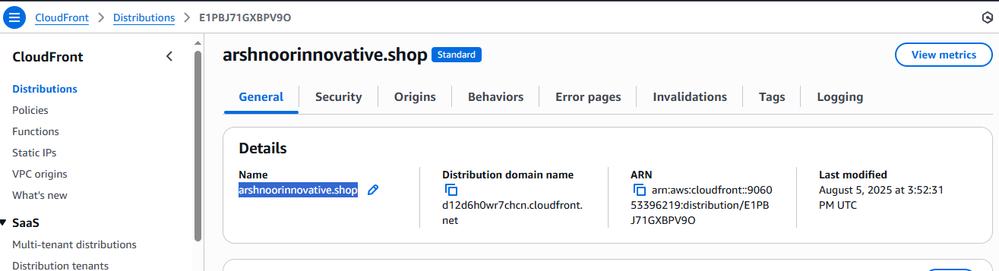 CloudFront > Distributions > E1PBJ71GXBPV9O
CloudFront
Distributions
Policies
Functions
Static IPs
VPC origins
What's new
SaaS
Multi-tenant distributions
Distribution tenants
arshnoorinnovative.shop Standard
View metrics
General Security Origins Behaviors Error pages Invalidations Tags Logging
Details
Name
arshnoorinnovative.shop
Distribution domain name
d12d6h0wr7chcn.cloudfront.
net
ARN
arn:aws:cloudfront::9060
53396219:distribution/E1PB
J71GXBPV9O
Last modified
August 5, 2025 at 3:52:31
PM UTC